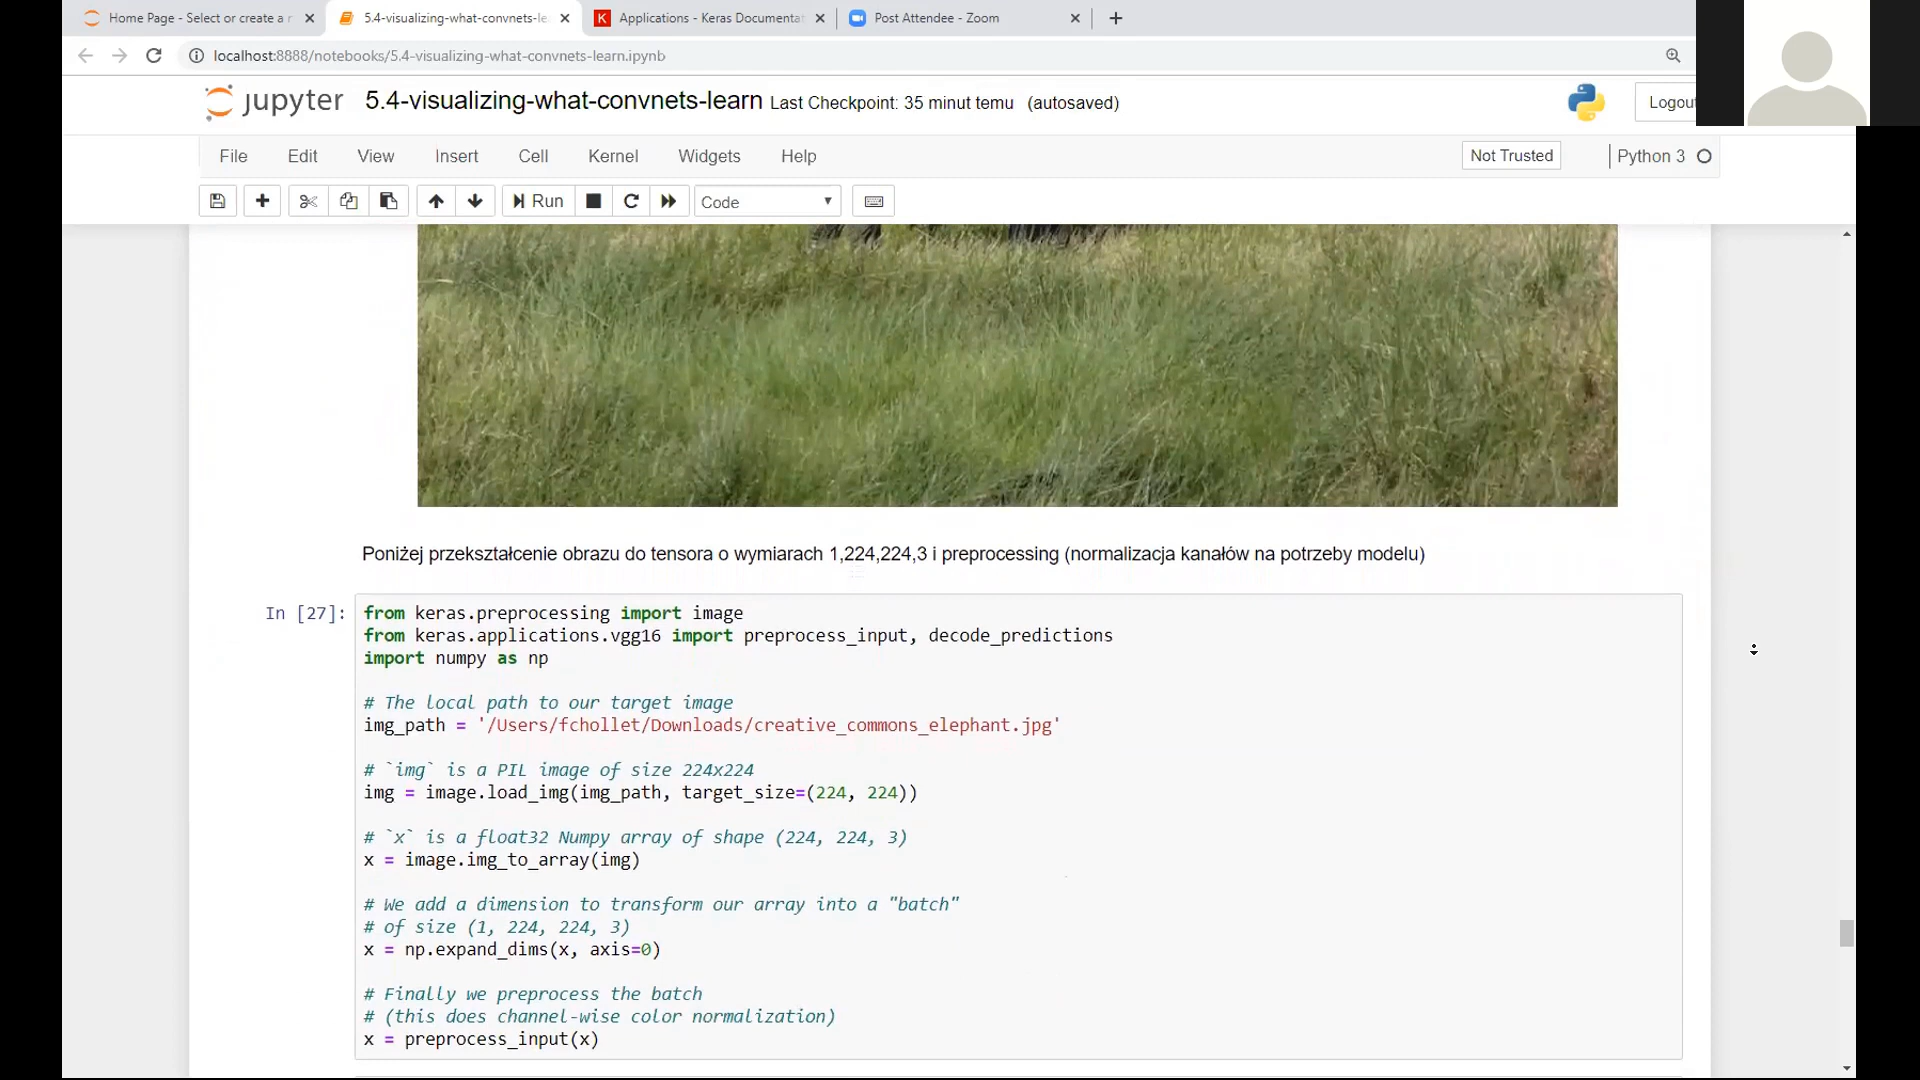 Home Page - Select or create a n
5.4-visualizing-what-convnets-le
Applications - Keras Documentat
Post Attendee - Zoom
localhost:8888/notebooks/5.4-visualizing-what-convnets-learn.ipynb
jupyter 5.4-visualizing-what-convnets-learn Last Checkpoint: 35 minut temu (autosaved)
Logout
File Edit View Insert Cell Kernel Widgets Help
Not Trusted
Python 3
Run
Code
Poniżej przekształcenie obrazu do tensora o wymiarach 1,224,224,3 i preprocessing (normalizacja kanałów na potrzeby modelu)
In [27]:
from keras.preprocessing import image
from keras.applications.vgg16 import preprocess_input, decode_predictions
import numpy as np
# The local path to our target image
img_path = '/Users/fchollet/Downloads/creative_commons_elephant.jpg'
# `img` is a PIL image of size 224x224
img = image.load_img(img_path, target_size=(224, 224))
# `x` is a float32 Numpy array of shape (224, 224, 3)
x = image.img_to_array(img)
# We add a dimension to transform our array into a "batch"
# of size (1, 224, 224, 3)
x = np.expand_dims(x, axis=0)
# Finally we preprocess the batch
# (this does channel-wise color normalization)
x = preprocess_input(x)